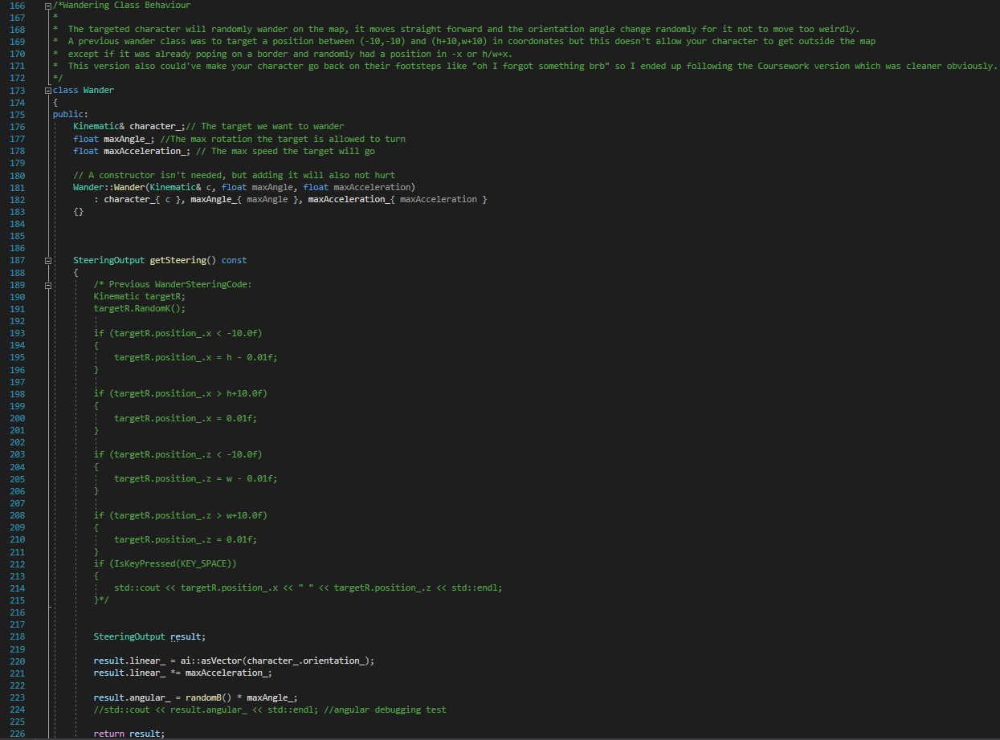 166 /*Wandering Class Behaviour
167 *
168 * The targeted character will randomly wander on the map, it moves straight forward and the orientation angle change randomly for it not to move too weirdly.
169 * A previous wander class was to target a position between (-10,-10) and (h+10,w+10) in coordonates but this doesn't allow your character to get outside the map
170 * except if it was already poping on a border and randomly had a position in -x or h/w+x.
171 * This version also could've make your character go back on their footsteps like "oh I forgot something brb" so I ended up following the Coursework version which was cleaner obviously.
172 */
173 class Wander
174 {
175 public:
176 Kinematic& character_;// The target we want to wander
177 float maxAngle_; //The max rotation the target is allowed to turn
178 float maxAcceleration_; // The max speed the target will go
179
180 // A constructor isn't needed, but adding it will also not hurt
181 Wander::Wander(Kinematic& c, float maxAngle, float maxAcceleration)
182 : character_{ c }, maxAngle_{ maxAngle }, maxAcceleration_{ maxAcceleration }
183 {}
184
185
186
187 SteeringOutput getSteering() const
188 {
189 /* Previous WanderSteeringCode:
190 Kinematic targetR;
191 targetR.RandomK();
192
193 if (targetR.position_.x < -10.0f)
194 {
195 targetR.position_.x = h - 0.01f;
196 }
197
198 if (targetR.position_.x > h+10.0f)
199 {
200 targetR.position_.x = 0.01f;
201 }
202
203 if (targetR.position_.z < -10.0f)
204 {
205 targetR.position_.z = w - 0.01f;
206 }
207
208 if (targetR.position_.z > w+10.0f)
209 {
210 targetR.position_.z = 0.01f;
211 }
212 if (IsKeyPressed(KEY_SPACE))
213 {
214 std::cout << targetR.position_.x << " " << targetR.position_.z << std::endl;
215 }*/
216
217
218 SteeringOutput result;
219
220 result.linear_ = ai::asVector(character_.orientation_);
221 result.linear_ *= maxAcceleration_;
222
223 result.angular_ = randomB() * maxAngle_;
224 //std::cout << result.angular_ << std::endl; //angular debugging test
225
226 return result;